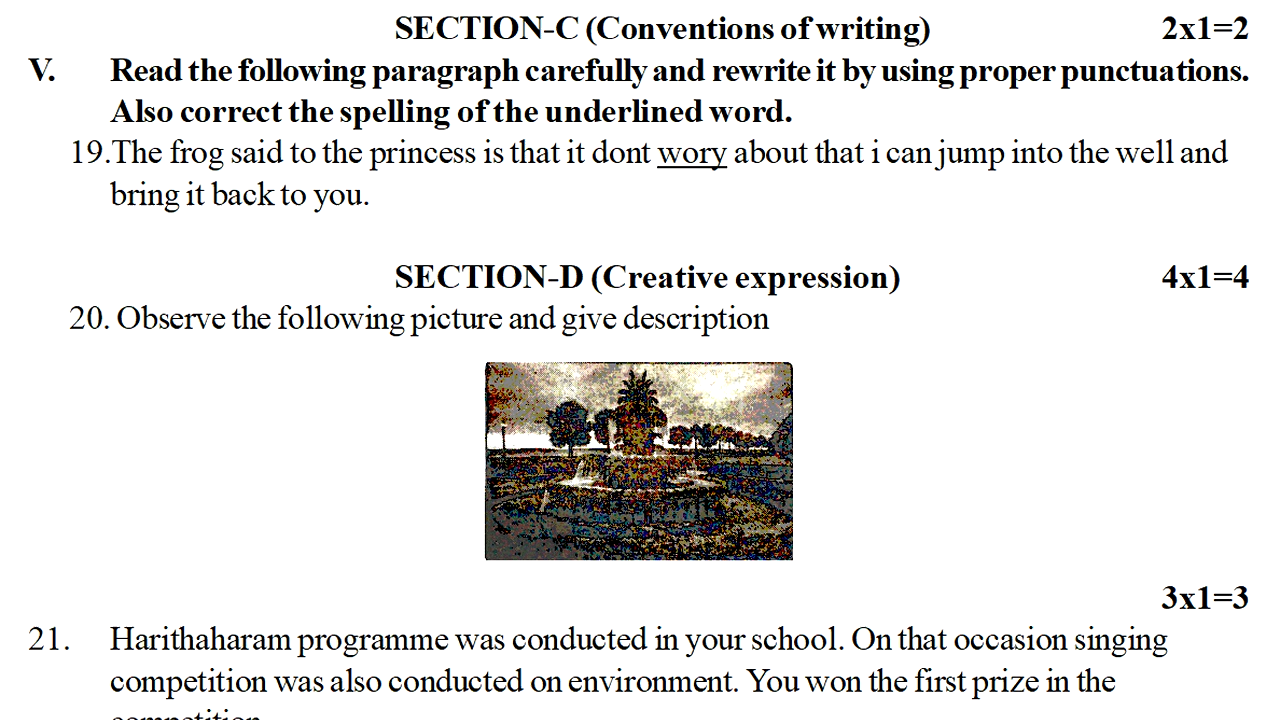 SECTION-C (Conventions of writing) 2x1=2
V. Read the following paragraph carefully and rewrite it by using proper punctuations.
Also correct the spelling of the underlined word.
19.The frog said to the princess is that it dont wory about that i can jump into the well and
bring it back to you.
SECTION-D (Creative expression) 4x1=4
20. Observe the following picture and give description
3x1=3
21. Harithaharam programme was conducted in your school. On that occasion singing
competition was also conducted on environment. You won the first prize in the